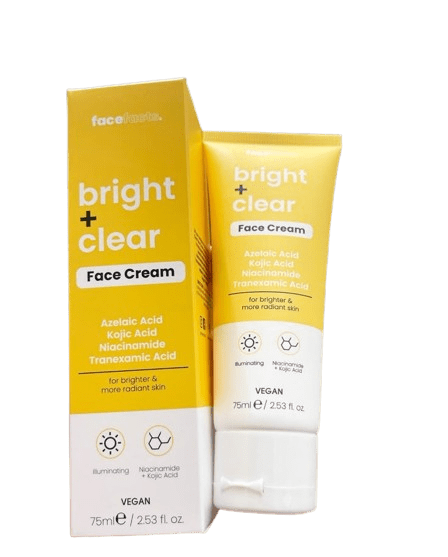 facefacts.
bright
+
clear
Face Cream
Azelaic Acid
Kojic Acid
Niacinamide
Tranexamic Acid
for brighter &
more radiant skin
illuminating
Niacinamide
+ Kojic Acid
VEGAN
75ml e / 2.53 fl. oz.
face
bright
+
clear
Face Cream
Azelaic Acid
Kojic Acid
Niacinamide
Tranexamic Acid
for brighter &
more radiant skin
illuminating
Niacinamide
+ Kojic Acid
VEGAN
75ml e / 2.53 fl. oz.